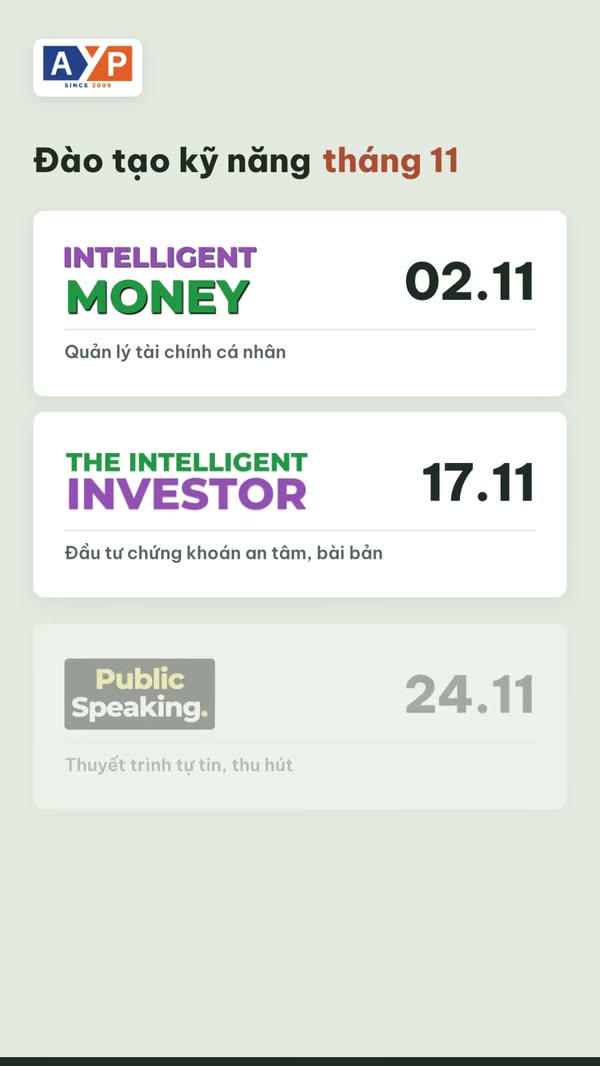 AYP
SINCE 2009
Đào tạo kỹ năng tháng 11
INTELLIGENT
MONEY
02.11
Quản lý tài chính cá nhân
THE INTELLIGENT
INVESTOR
17.11
Đầu tư chứng khoán an tâm, bài bản
Public
Speaking.
24.11
Thuyết trình tự tin, thu hút